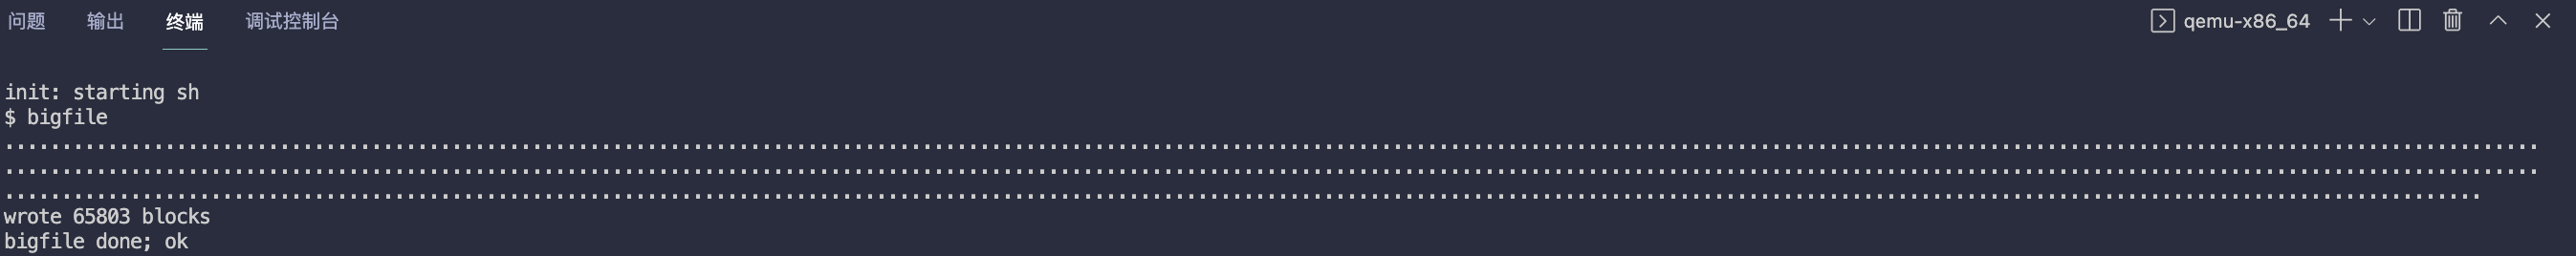 问题 输出 终端 调试控制台 qemu-x86_64
init: starting sh
$ bigfile
.............................................................................................................................................................................................................................
.............................................................................................................................................................................................................................
........................................................................................................................................................................................................................
wrote 65803 blocks
bigfile done; ok